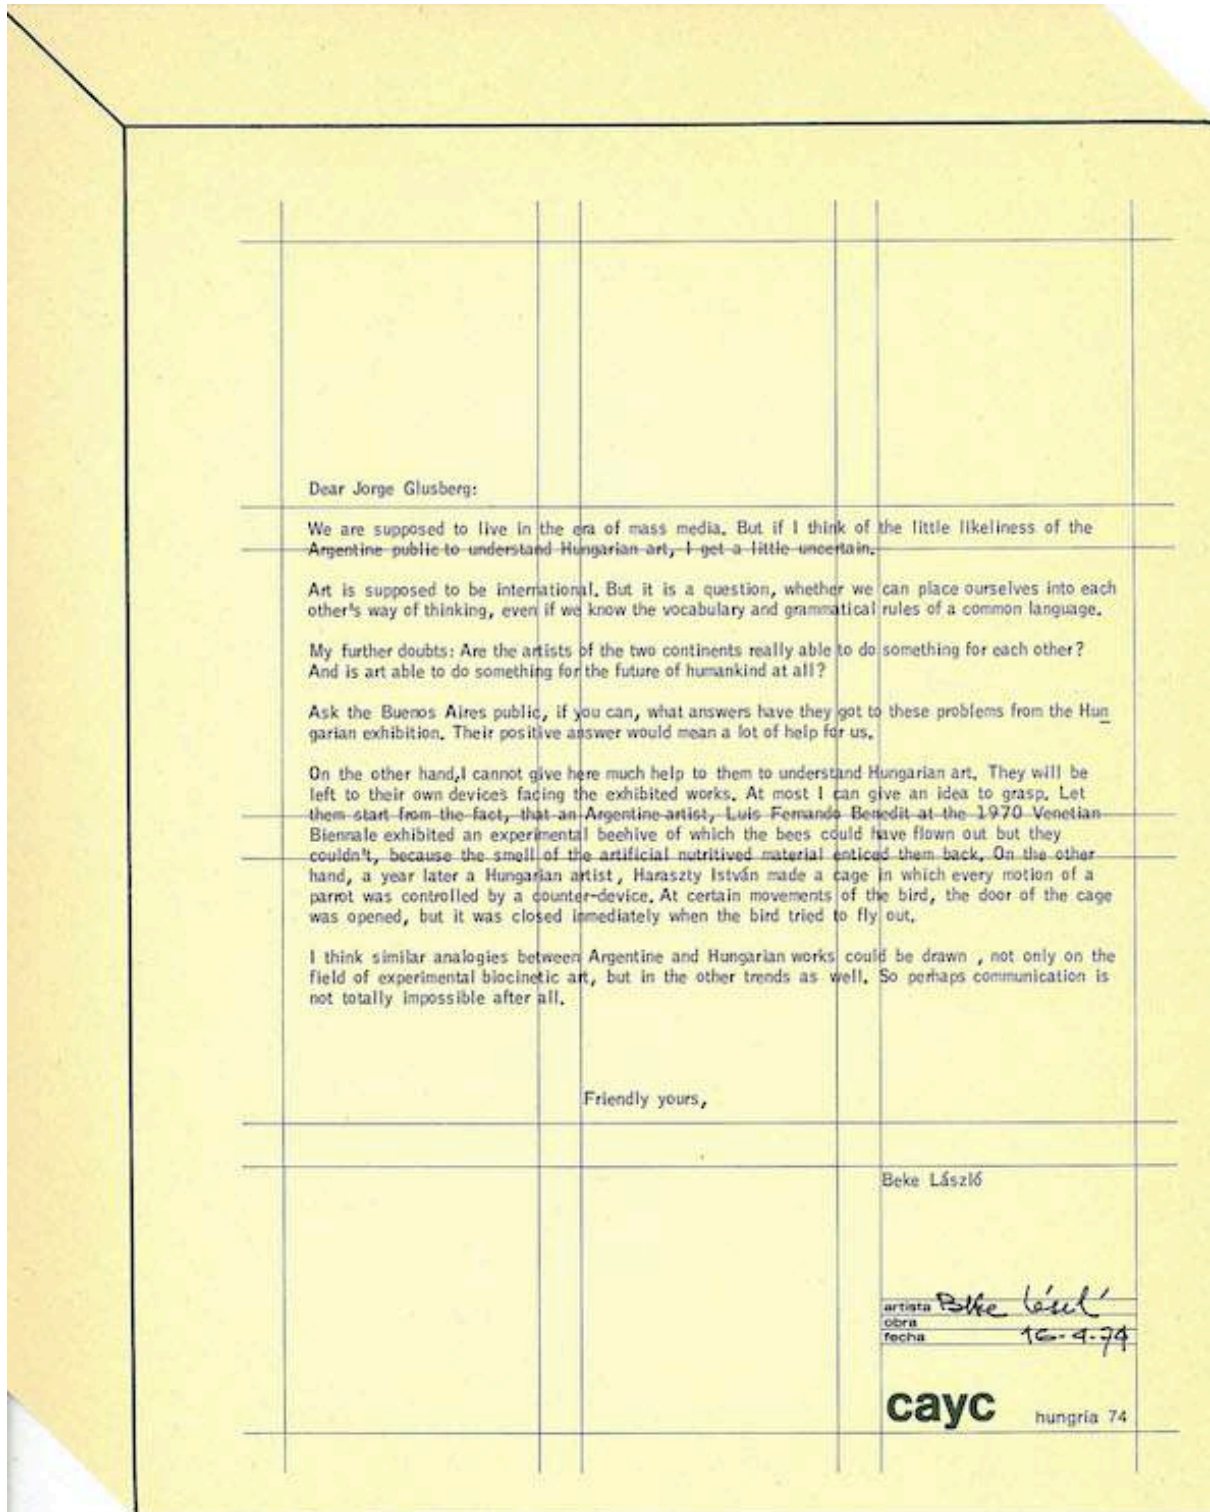 Dear Jorge Glusberg:
We are supposed to live in the era of mass media. But if I think of the little likeliness of the
Argentine public to understand Hungarian art, I get a little uncertain.
Art is supposed to be international. But it is a question, whether we can place ourselves into each
other's way of thinking, even if we know the vocabulary and grammatical rules of a common language.
My further doubts: Are the artists of the two continents really able to do something for each other?
And is art able to do something for the future of humankind at all?
Ask the Buenos Aires public, if you can, what answers have they got to these problems from the Hun
garian exhibition. Their positive answer would mean a lot of help for us.
On the other hand,I cannot give here much help to them to understand Hungarian art. They will be
left to their own devices facing the exhibited works. At most I can give an idea to grasp. Let
them start from the fact, that an Argentine artist, Luis Fernando Benedit at the 1970 Venetian
Biennale exhibited an experimental beehive of which the bees could have flown out but they
couldn't, because the smell of the artificial nutritived material enticed them back. On the other
hand, a year later a Hungarian artist, Haraszty István made a cage in which every motion of a
parrot was controlled by a counter-device. At certain movements of the bird, the door of the cage
was opened, but it was closed inmediately when the bird tried to fly out.
I think similar analogies between Argentine and Hungarian works could be drawn , not only on the
field of experimental biocinetic art, but in the other trends as well. So perhaps communication is
not totally impossible after all.
Friendly yours,
Beke László
artista Beke László
obra
fecha 16-4-74
cayc hungría 74